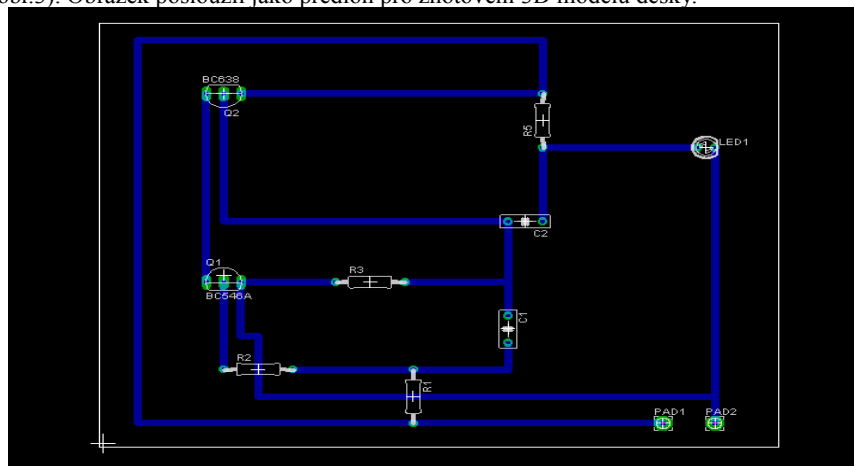 obr.5). Obrázek posloužil jako předloh pro zhotovení 3D modelu desky.
BC638
Q2
R5
LED1
C2
Q1
R3
BC546A
C1
R2
R1
PAD1
PAD2